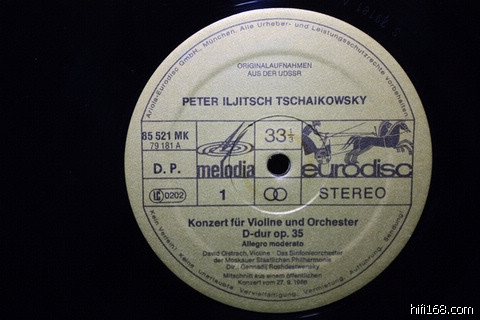 Ariola-Eurodisc GmbH., München. Alle Urheber- und Leistungsschutzrechte vorbehalten
ORIGINALAUFNAHMEN
AUS DER UDSSR
PETER ILJITSCH TSCHAIKOWSKY
85 521 MK
79 181 A
33 1/3
D. P.
melodia
eurodisc
LC 0202
1
STEREO
Konzert für Violine und Orchester
D-dur op. 35
Allegro moderato
David Oistrach, Violine · Das Sinfonieorchester
der Moskauer Staatlichen Philharmonie
Dir.: Gennadij Roshdestwensky
Mitschnitt aus einem öffentlichen
Konzert vom 27. 9. 1968
Kein Verleih! Keine unerlaubte Vervielfältigung, Vermietung, Aufführung, Sendung!
hifi168.com